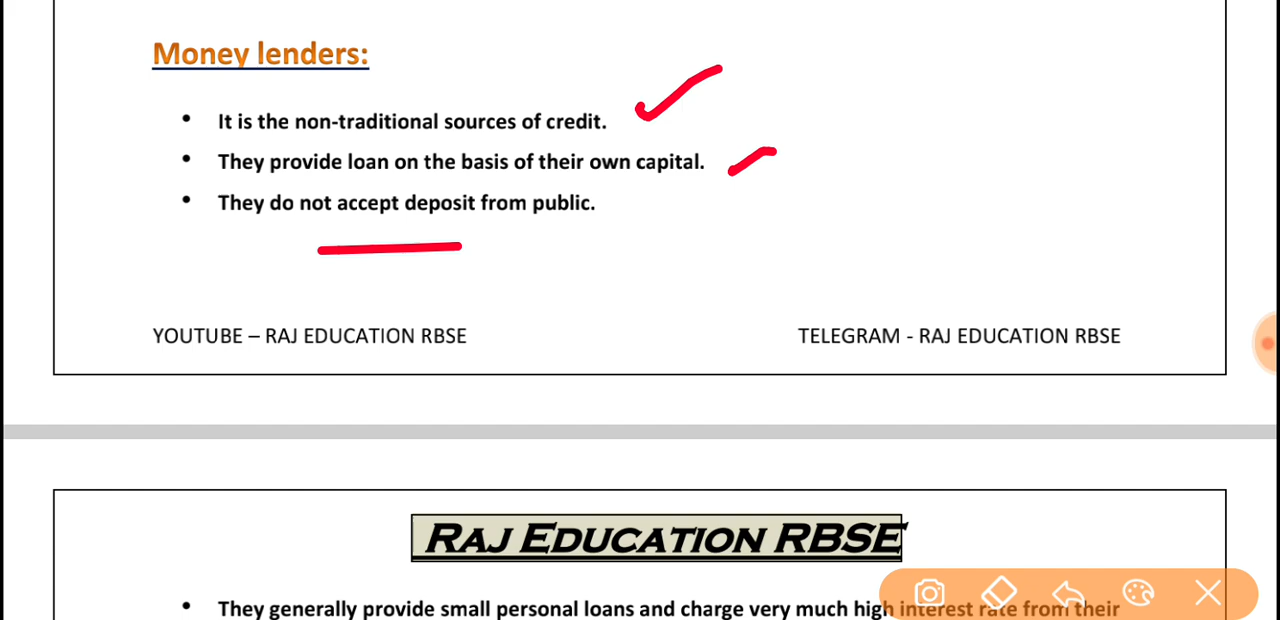 Money lenders:
• It is the non-traditional sources of credit.
• They provide loan on the basis of their own capital.
• They do not accept deposit from public.
YOUTUBE – RAJ EDUCATION RBSE
TELEGRAM - RAJ EDUCATION RBSE
RAJ EDUCATION RBSE
• They generally provide small personal loans and charge very much high interest rate from their